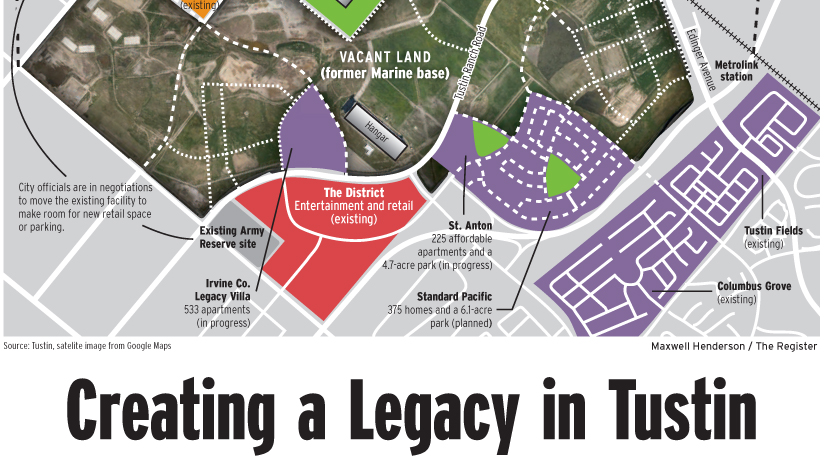 (existing)
VACANT LAND
(former Marine base)
Tustin Ranch Road
Edinger Avenue
Metrolink
station
Hangar
City officials are in negotiations
to move the existing facility to
make room for new retail space
or parking.
The District
Entertainment and retail
(existing)
Existing Army
Reserve site
St. Anton
225 affordable
apartments and a
4.7-acre park (in progress)
Tustin Fields
(existing)
Irvine Co.
Legacy Villa
533 apartments
(in progress)
Standard Pacific
375 homes and a 6.1-acre
park (planned)
Columbus Grove
(existing)
Source: Tustin, satelite image from Google Maps
Maxwell Henderson / The Register
Creating a Legacy in Tustin